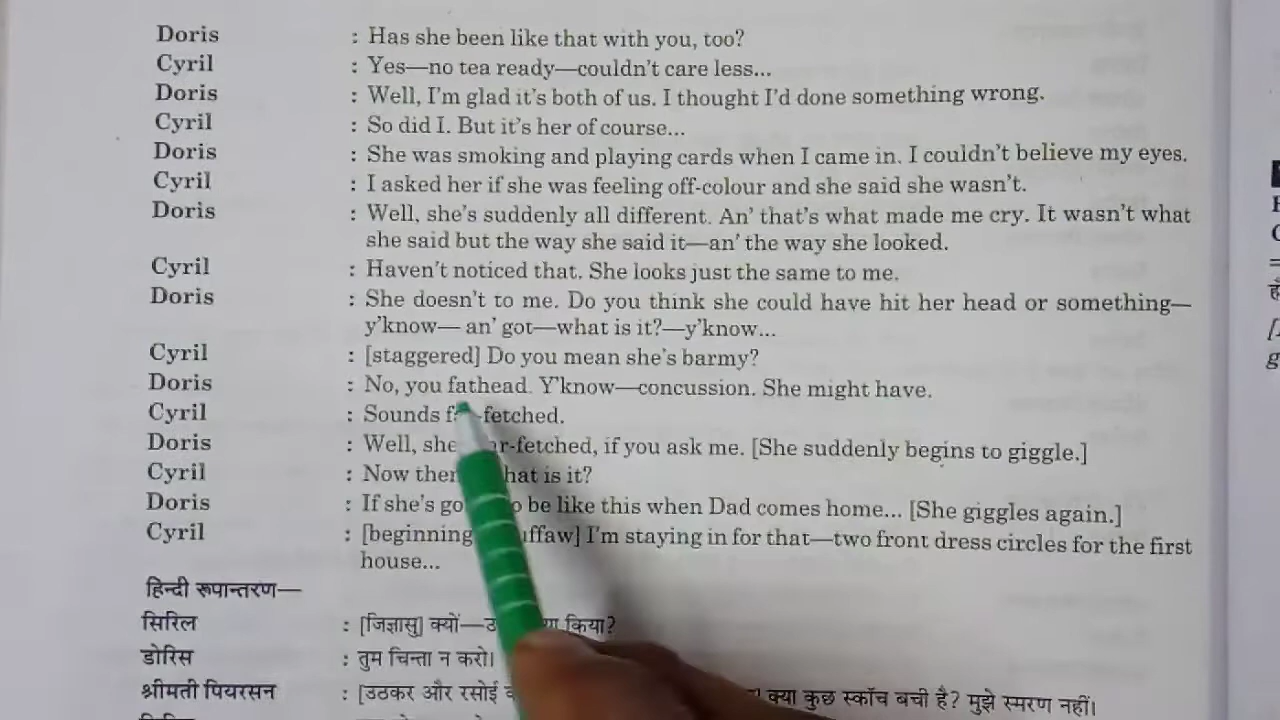 Doris : Has she been like that with you, too?
Cyril : Yes—no tea ready—couldn't care less...
Doris : Well, I'm glad it's both of us. I thought I'd done something wrong.
Cyril : So did I. But it's her of course...
Doris : She was smoking and playing cards when I came in. I couldn't believe my eyes.
Cyril : I asked her if she was feeling off-colour and she said she wasn't.
Doris : Well, she's suddenly all different. An' that's what made me cry. It wasn't what
she said but the way she said it—an' the way she looked.
Cyril : Haven't noticed that. She looks just the same to me.
Doris : She doesn't to me. Do you think she could have hit her head or something—
y'know— an' got—what is it?—y'know...
Cyril : [staggered] Do you mean she's barmy?
Doris : No, you fathead. Y'know—concussion. She might have.
Cyril : Sounds -fetched.
Doris : Well, -fetched, if you ask me. [She suddenly begins to giggle.]
Cyril : Now is it?
Doris : If she's be like this when Dad comes home... [She giggles again.]
Cyril : [beginning I'm staying in for that—two front dress circles for the first
house...
हिन्दी रूपान्तरण—
सिरिल : [जिज्ञासु] क्यों— किया?
डोरिस : तुम चिन्ता न करो।
श्रीमती पियरसन : [उठकर और रसोई क्या कुछ स्कॉच बची है? मुझे स्मरण नहीं।